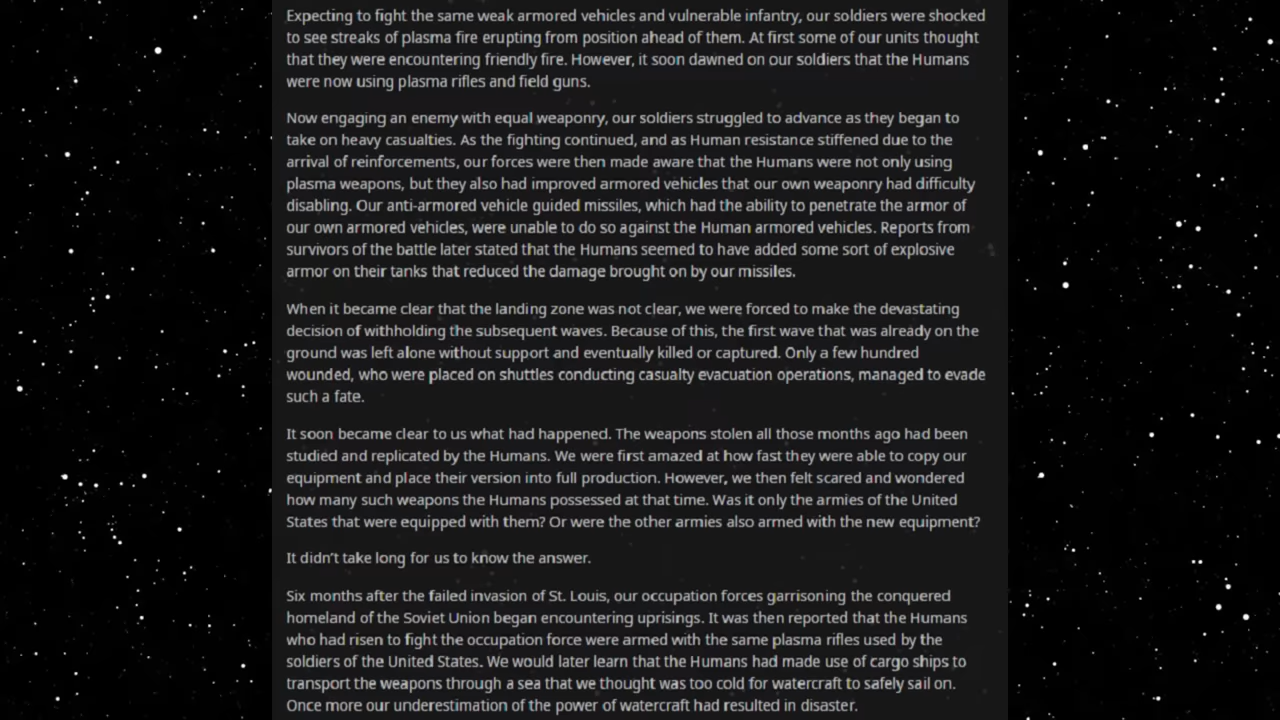 Expecting to fight the same weak armored vehicles and vulnerable infantry, our soldiers were shocked
to see streaks of plasma fire erupting from position ahead of them. At first some of our units thought
that they were encountering friendly fire. However, it soon dawned on our soldiers that the Humans
were now using plasma rifles and field guns.
Now engaging an enemy with equal weaponry, our soldiers struggled to advance as they began to
take on heavy casualties. As the fighting continued, and as Human resistance stiffened due to the
arrival of reinforcements, our forces were then made aware that the Humans were not only using
plasma weapons, but they also had improved armored vehicles that our own weaponry had difficulty
disabling. Our anti-armored vehicle guided missiles, which had the ability to penetrate the armor of
our own armored vehicles, were unable to do so against the Human armored vehicles. Reports from
survivors of the battle later stated that the Humans seemed to have added some sort of explosive
armor on their tanks that reduced the damage brought on by our missiles.
When it became clear that the landing zone was not clear, we were forced to make the devastating
decision of withholding the subsequent waves. Because of this, the first wave that was already on the
ground was left alone without support and eventually killed or captured. Only a few hundred
wounded, who were placed on shuttles conducting casualty evacuation operations, managed to evade
such a fate.
It soon became clear to us what had happened. The weapons stolen all those months ago had been
studied and replicated by the Humans. We were first amazed at how fast they were able to copy our
equipment and place their version into full production. However, we then felt scared and wondered
how many such weapons the Humans possessed at that time. Was it only the armies of the United
States that were equipped with them? Or were the other armies also armed with the new equipment?
It didn't take long for us to know the answer.
Six months after the failed invasion of St. Louis, our occupation forces garrisoning the conquered
homeland of the Soviet Union began encountering uprisings. It was then reported that the Humans
who had risen to fight the occupation force were armed with the same plasma rifles used by the
soldiers of the United States. We would later learn that the Humans had made use of cargo ships to
transport the weapons through a sea that we thought was too cold for watercraft to safely sail on.
Once more our underestimation of the power of watercraft had resulted in disaster.